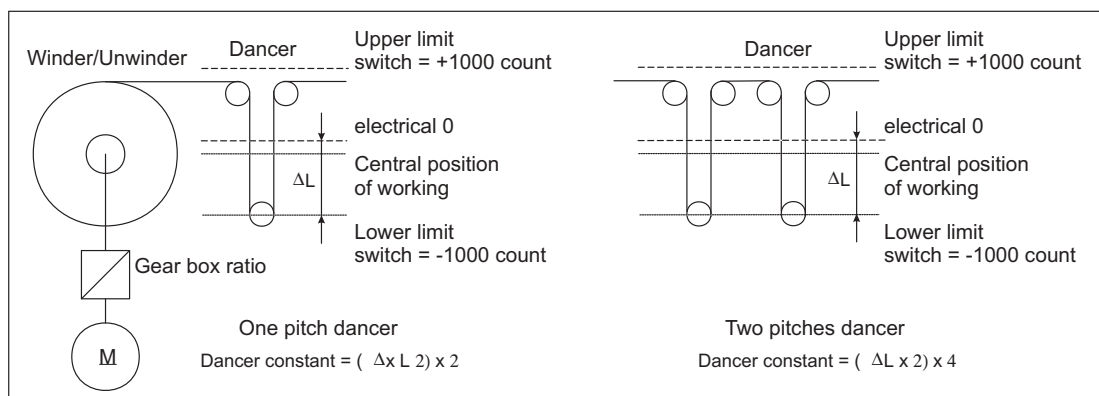 Winder/Unwinder
Dancer
Upper limit
switch = +1000 count
electrical 0
Central position
of working
ΔL
Lower limit
switch = -1000 count
Gear box ratio
M
One pitch dancer
Dancer constant = ( Δx L 2) x 2
Dancer
Upper limit
switch = +1000 count
electrical 0
Central position
of working
ΔL
Lower limit
switch = -1000 count
Two pitches dancer
Dancer constant = ( ΔL x 2) x 4